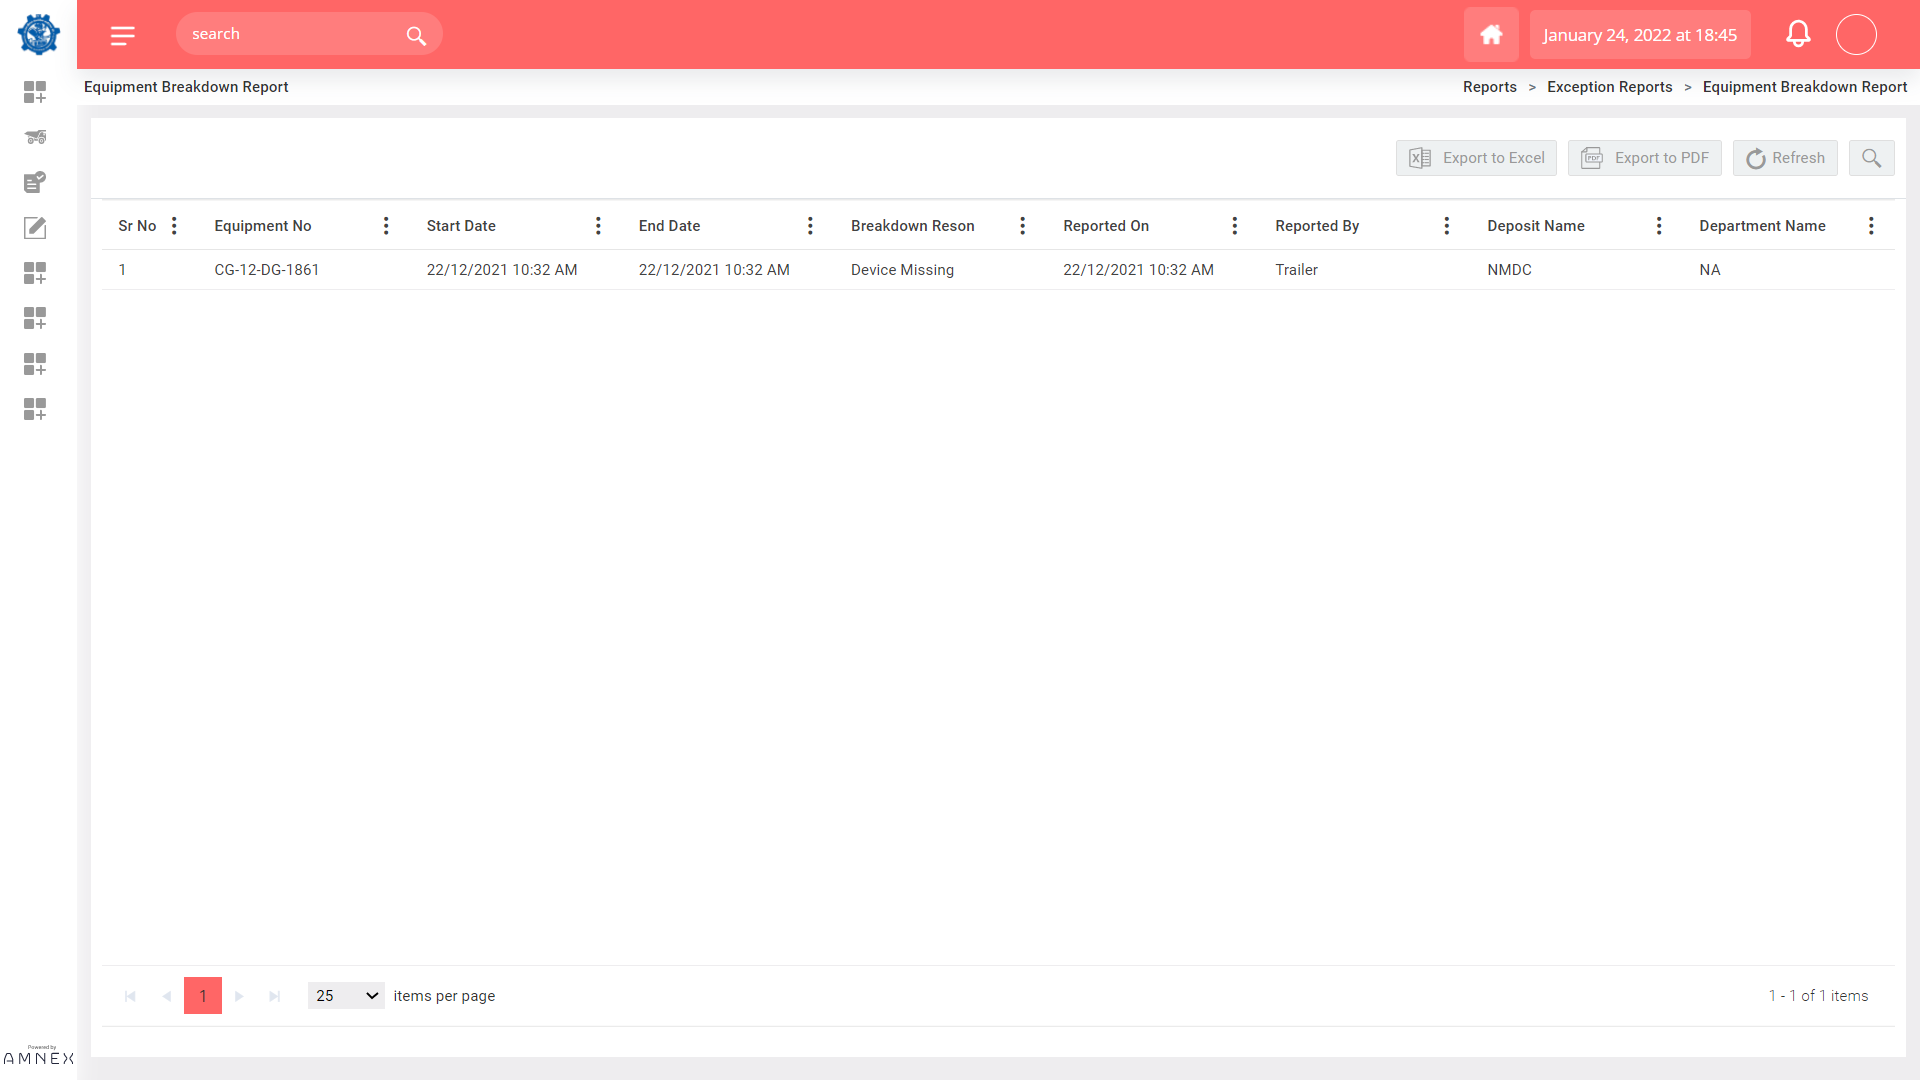 search
January 24, 2022 at 18:45
Equipment Breakdown Report
Reports > Exception Reports > Equipment Breakdown Report
Export to Excel
Export to PDF
Refresh
Sr No Equipment No Start Date End Date Breakdown Reson Reported On Reported By Deposit Name Department Name
1 CG-12-DG-1861 22/12/2021 10:32 AM 22/12/2021 10:32 AM Device Missing 22/12/2021 10:32 AM Trailer NMDC NA
1 25 items per page 1 - 1 of 1 items
Powered by
AMNEX